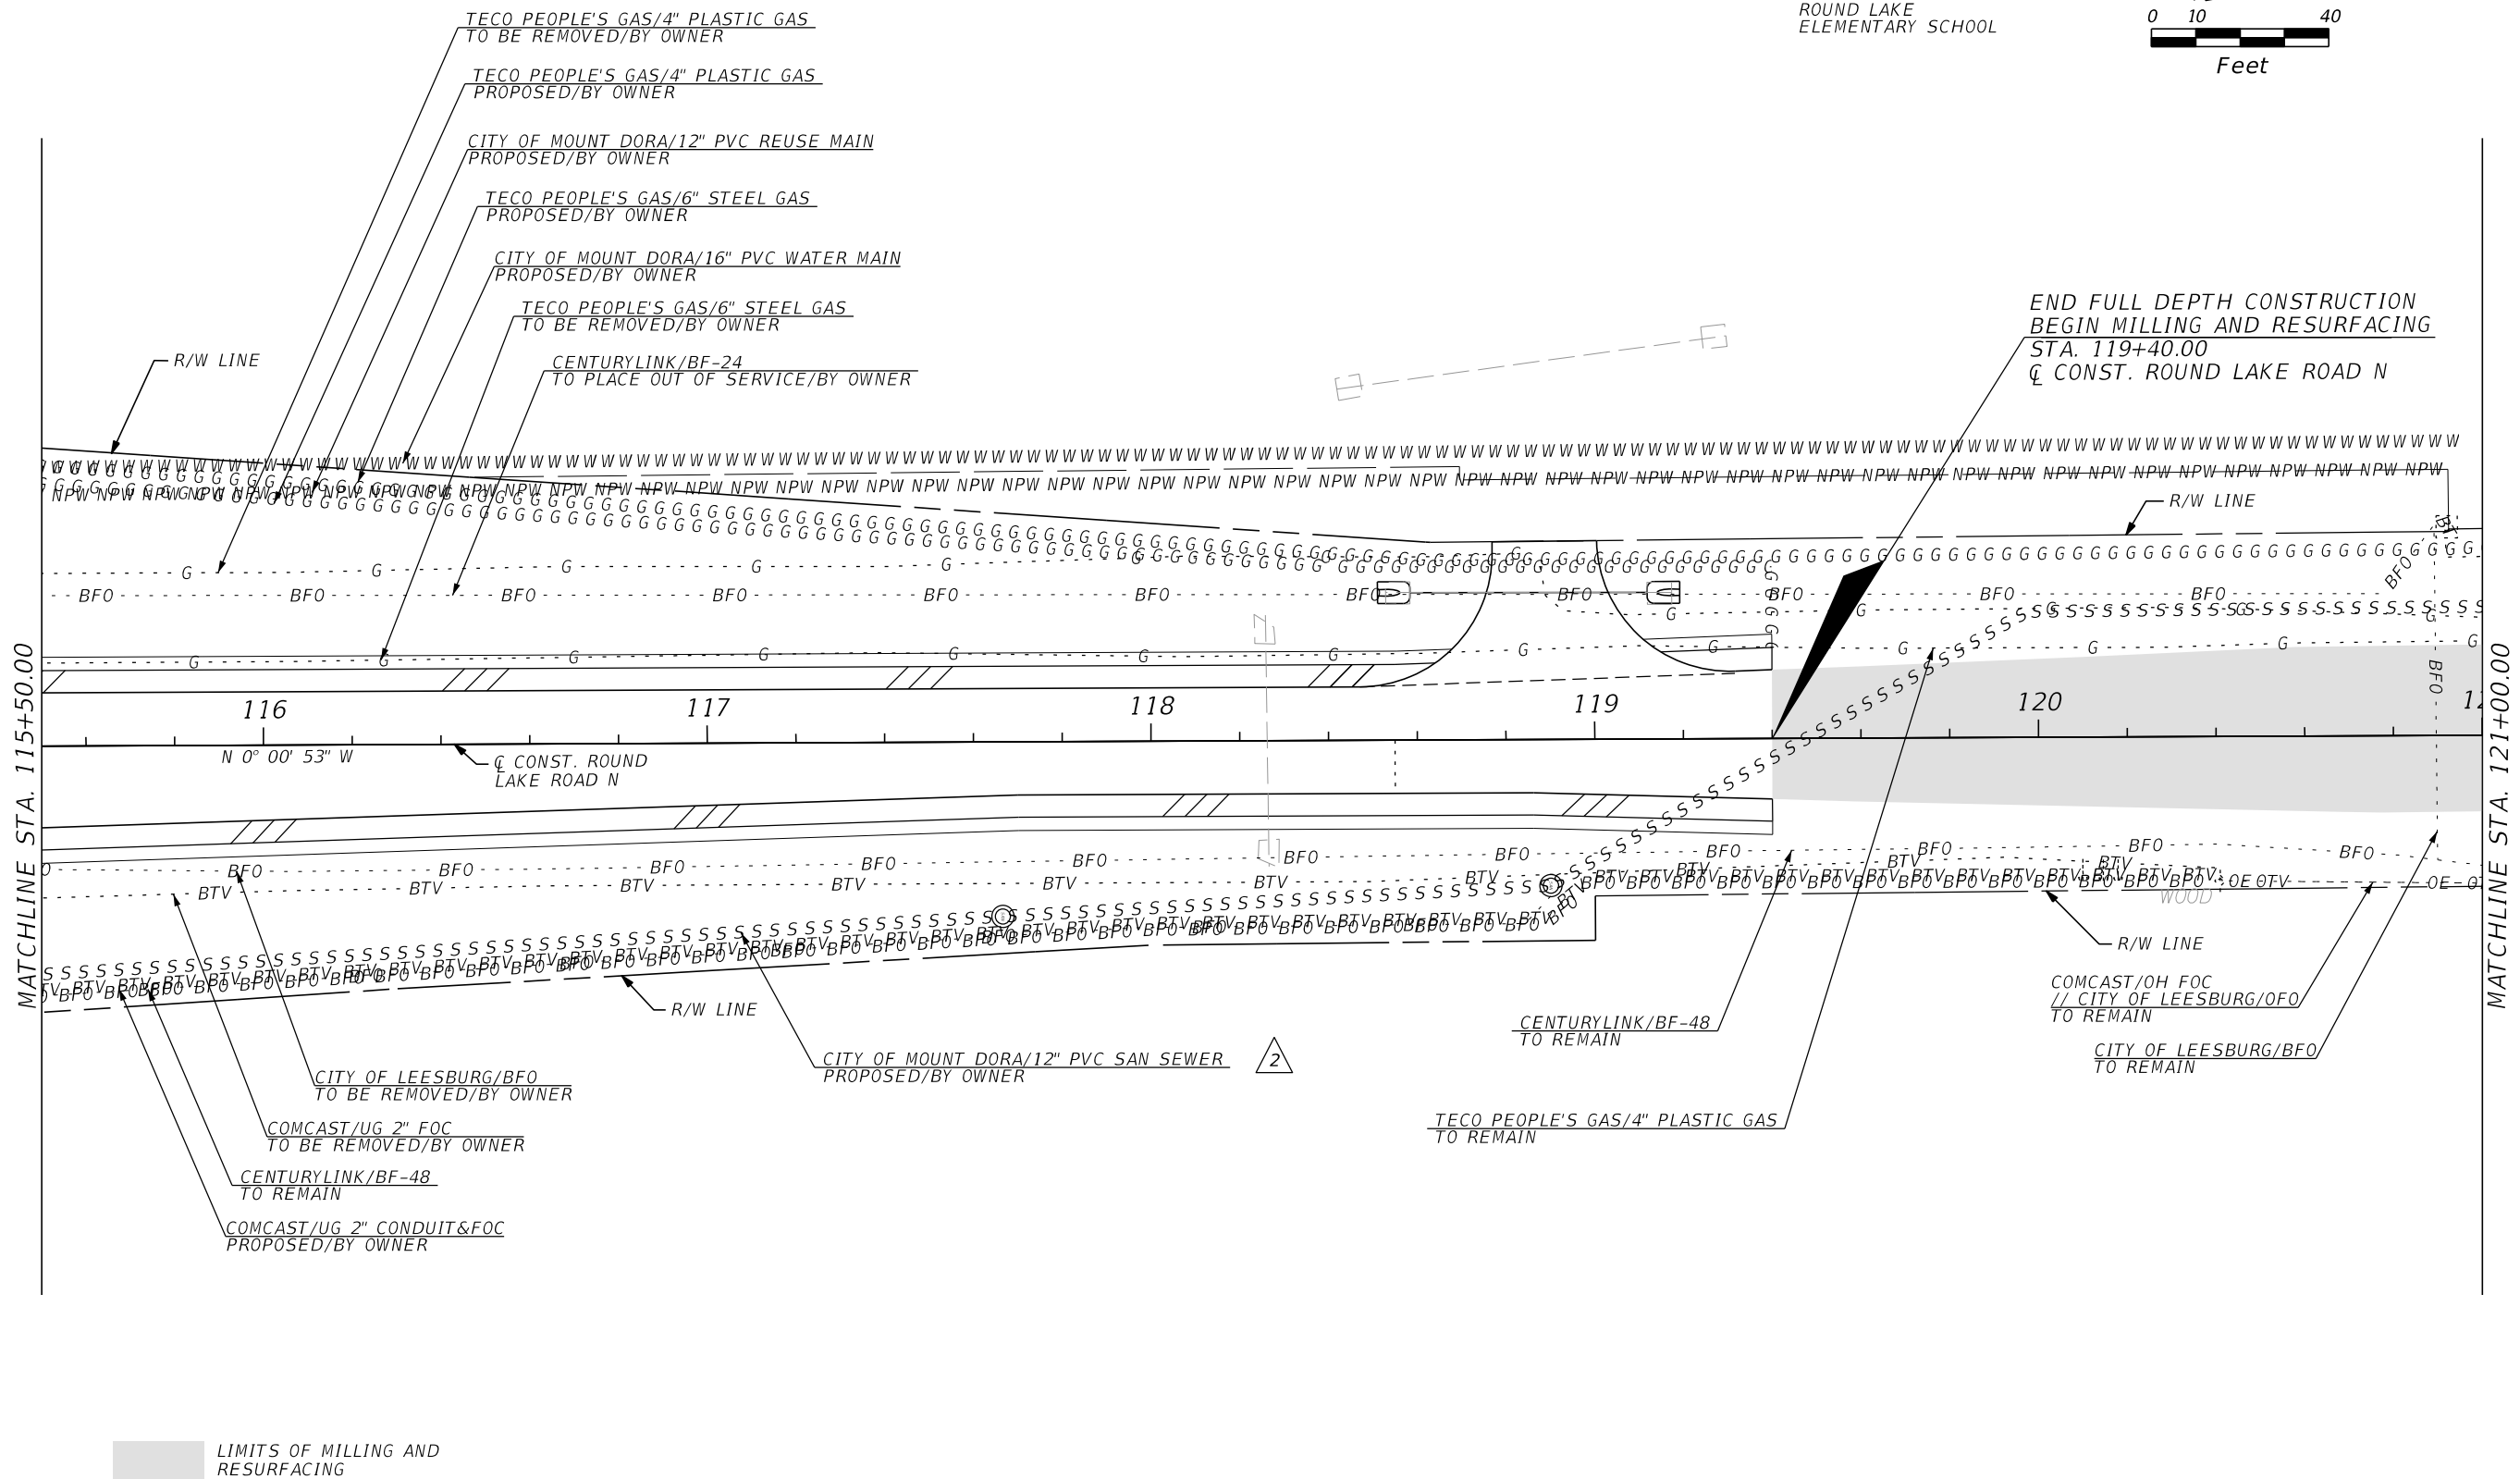 ROUND LAKE
ELEMENTARY SCHOOL
0 10 40
Feet
TECO PEOPLE'S GAS/4" PLASTIC GAS
TO BE REMOVED/BY OWNER
TECO PEOPLE'S GAS/4" PLASTIC GAS
PROPOSED/BY OWNER
CITY OF MOUNT DORA/12" PVC REUSE MAIN
PROPOSED/BY OWNER
TECO PEOPLE'S GAS/6" STEEL GAS
PROPOSED/BY OWNER
CITY OF MOUNT DORA/16" PVC WATER MAIN
PROPOSED/BY OWNER
TECO PEOPLE'S GAS/6" STEEL GAS
TO BE REMOVED/BY OWNER
CENTURYLINK/BF-24
TO PLACE OUT OF SERVICE/BY OWNER
R/W LINE
END FULL DEPTH CONSTRUCTION
BEGIN MILLING AND RESURFACING
STA. 119+40.00
℄ CONST. ROUND LAKE ROAD N
R/W LINE
MATCHLINE STA. 115+50.00
116 117 118 119 120
MATCHLINE STA. 121+00.00
N 0° 00' 53" W
℄ CONST. ROUND
LAKE ROAD N
WOOD
R/W LINE
R/W LINE
COMCAST/OH FOC
// CITY OF LEESBURG/OFO
TO REMAIN
CENTURYLINK/BF-48
TO REMAIN
CITY OF LEESBURG/BFO
TO REMAIN
CITY OF MOUNT DORA/12" PVC SAN SEWER
PROPOSED/BY OWNER
2
CITY OF LEESBURG/BFO
TO BE REMOVED/BY OWNER
TECO PEOPLE'S GAS/4" PLASTIC GAS
TO REMAIN
COMCAST/UG 2" FOC
TO BE REMOVED/BY OWNER
CENTURYLINK/BF-48
TO REMAIN
COMCAST/UG 2" CONDUIT&FOC
PROPOSED/BY OWNER
LIMITS OF MILLING AND
RESURFACING